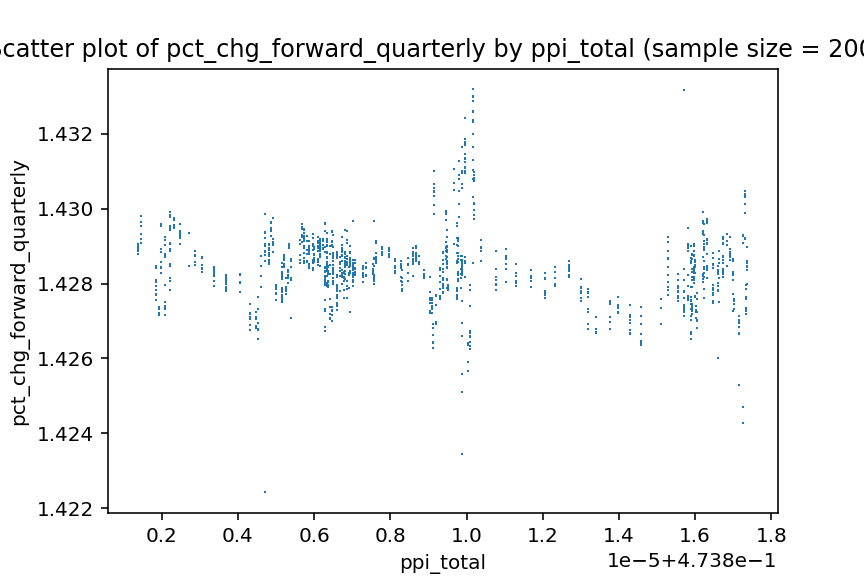 catter plot of pct_chg_forward_quarterly by ppi_total (sample size = 200
pct_chg_forward_quarterly
1.432
1.430
1.428
1.426
1.424
1.422
0.2 0.4 0.6 0.8 1.0 1.2 1.4 1.6 1.8
ppi_total
1e−5+4.738e−1